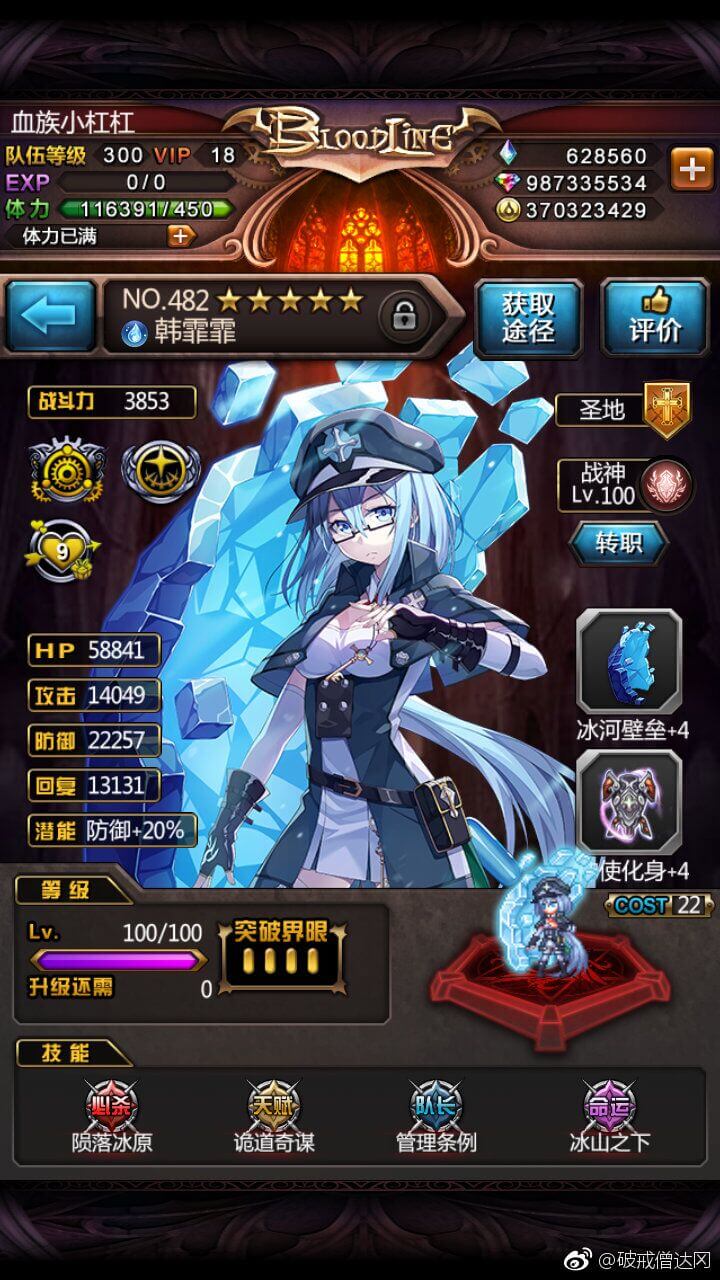 血族小杠杠
BLOODLINE
队伍等级 300 VIP 18
628560
EXP 0/0
987335534
体力 116391/450
370323429
体力已满
NO.482
韩霏霏
获取
途径
评价
战斗力 3853
圣地
战神
Lv.100
转职
9
HP 58841
攻击 14049
防御 22257
回复 13131
潜能 防御+20%
冰河壁垒+4
使化身+4
COST 22
等级
Lv. 100/100
突破界限
升级还需 0
技能
必杀 天赋 队长 命运
陨落冰原 诡道奇谋 管理条例 冰山之下
@破戒僧达冈